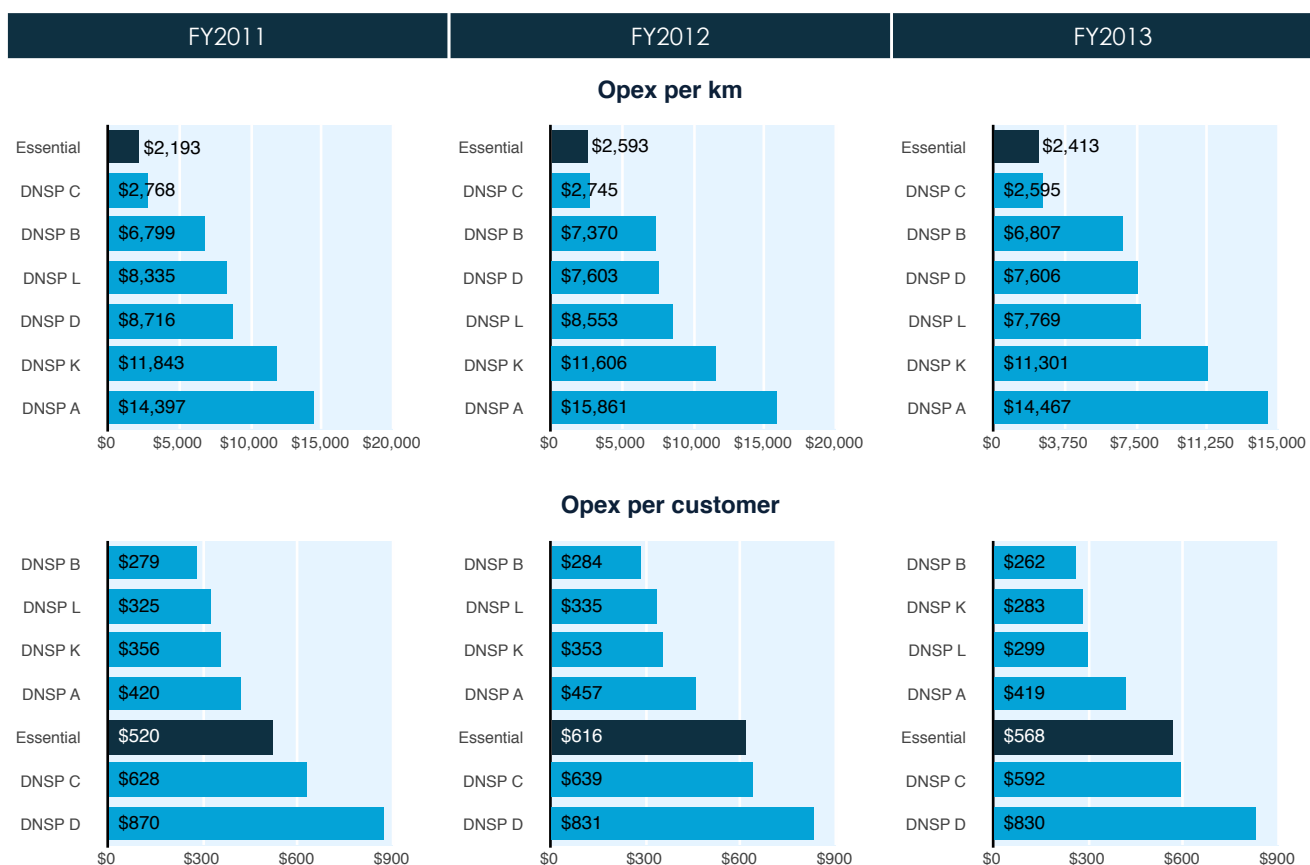 FY2011 FY2012 FY2013
Opex per km
Essential $2,193
DNSP C $2,768
DNSP B $6,799
DNSP L $8,335
DNSP D $8,716
DNSP K $11,843
DNSP A $14,397
$0 $5,000 $10,000 $15,000 $20,000
Essential $2,593
DNSP C $2,745
DNSP B $7,370
DNSP D $7,603
DNSP L $8,553
DNSP K $11,606
DNSP A $15,861
$0 $5,000 $10,000 $15,000 $20,000
Essential $2,413
DNSP C $2,595
DNSP B $6,807
DNSP D $7,606
DNSP L $7,769
DNSP K $11,301
DNSP A $14,467
$0 $3,750 $7,500 $11,250 $15,000
Opex per customer
DNSP B $279
DNSP L $325
DNSP K $356
DNSP A $420
Essential $520
DNSP C $628
DNSP D $870
$0 $300 $600 $900
DNSP B $284
DNSP L $335
DNSP K $353
DNSP A $457
Essential $616
DNSP C $639
DNSP D $831
$0 $300 $600 $900
DNSP B $262
DNSP K $283
DNSP L $299
DNSP A $419
Essential $568
DNSP C $592
DNSP D $830
$0 $300 $600 $900